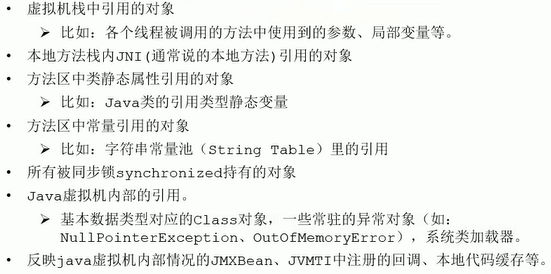 • 虚拟机栈中引用的对象
➢ 比如：各个线程被调用的方法中使用到的参数、局部变量等。
• 本地方法栈内JNI(通常说的本地方法)引用的对象
• 方法区中类静态属性引用的对象
➢ 比如：Java类的引用类型静态变量
• 方法区中常量引用的对象
➢ 比如：字符串常量池（String Table）里的引用
• 所有被同步锁synchronized持有的对象
• Java虚拟机内部的引用。
➢ 基本数据类型对应的Class对象，一些常驻的异常对象（如：
NullPointerException、OutOfMemoryError），系统类加载器。
• 反映java虚拟机内部情况的JMXBean、JVMTI中注册的回调、本地代码缓存等。